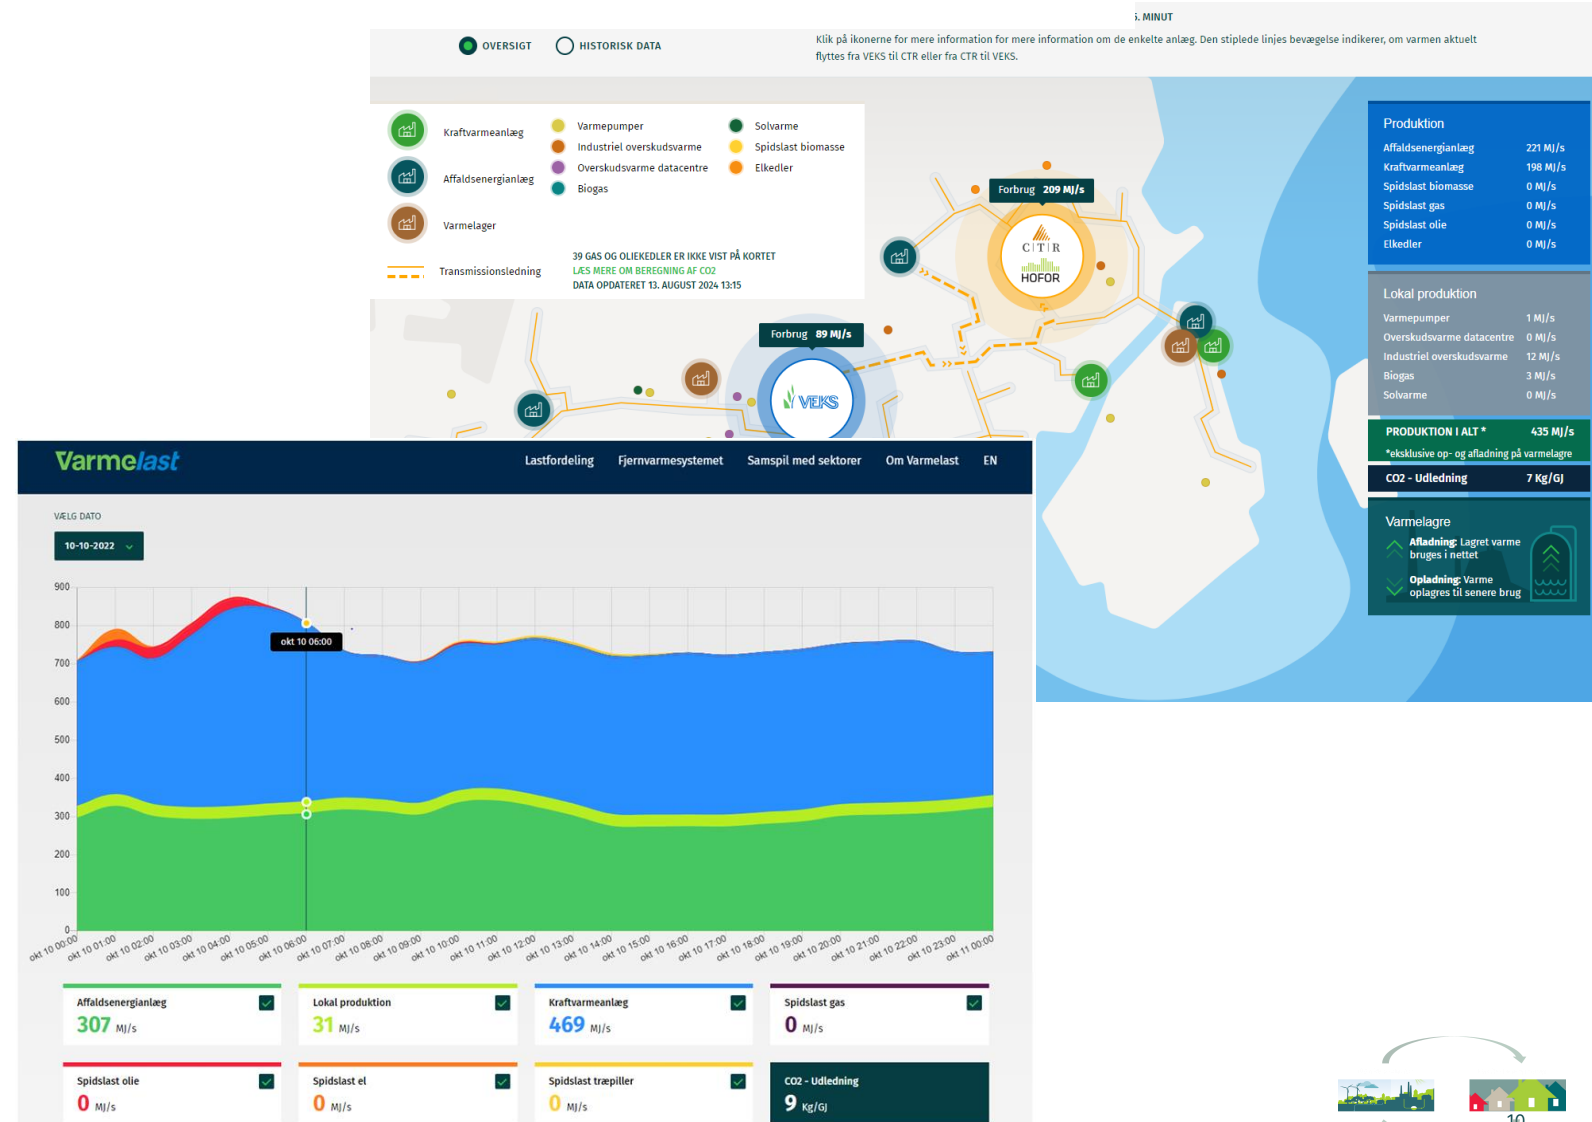 5. MINUT
OVERSIGT
HISTORISK DATA
Klik på ikonerne for mere information for mere information om de enkelte anlæg. Den stiplede linjes bevægelse indikerer, om varmen aktuelt
flyttes fra VEKS til CTR eller fra CTR til VEKS.
Kraftvarmeanlæg
Affaldsenergianlæg
Varmelager
Transmissionsledning
Varmepumper
Industriel overskudsvarme
Overskudsvarme datacentre
Biogas
Solvarme
Spidslast biomasse
Elkedler
39 GAS OG OLIEKEDLER ER IKKE VIST PÅ KORTET
LÆS MERE OM BEREGNING AF CO2
DATA OPDATERET 13. AUGUST 2024 13:15
Forbrug 209 MJ/s
CTR
HOFOR
Forbrug 89 MJ/s
VEKS
Produktion
Affaldsenergianlæg 221 MJ/s
Kraftvarmeanlæg 198 MJ/s
Spidslast biomasse 0 MJ/s
Spidslast gas 0 MJ/s
Spidslast olie 0 MJ/s
Elkedler 0 MJ/s
Lokal produktion
Varmepumper 1 MJ/s
Overskudsvarme datacentre 0 MJ/s
Industriel overskudsvarme 12 MJ/s
Biogas 3 MJ/s
Solvarme 0 MJ/s
PRODUKTION I ALT * 435 MJ/s
*eksklusive op- og afladning på varmelagre
CO2 - Udledning 7 Kg/GJ
Varmelagre
Afladning: Lagret varme
bruges i nettet
Opladning: Varme
oplagres til senere brug
Varmelast
Lastfordeling Fjernvarmesystemet Samspil med sektorer Om Varmelast EN
VÆLG DATO
10-10-2022
900
800
700
600
500
400
300
200
100
0
okt 10 06:00
okt 10 00:00 okt 10 01:00 okt 10 02:00 okt 10 03:00 okt 10 04:00 okt 10 05:00 okt 10 06:00 okt 10 07:00 okt 10 08:00 okt 10 09:00 okt 10 10:00 okt 10 11:00 okt 10 12:00 okt 10 13:00 okt 10 14:00 okt 10 15:00 okt 10 16:00 okt 10 17:00 okt 10 18:00 okt 10 19:00 okt 10 20:00 okt 10 21:00 okt 10 22:00 okt 10 23:00 okt 11 00:00
Affaldsenergianlæg
307 MJ/s
Lokal produktion
31 MJ/s
Kraftvarmeanlæg
469 MJ/s
Spidslast gas
0 MJ/s
Spidslast olie
0 MJ/s
Spidslast el
0 MJ/s
Spidslast træpiller
0 MJ/s
CO2 - Udledning
9 Kg/GJ
10